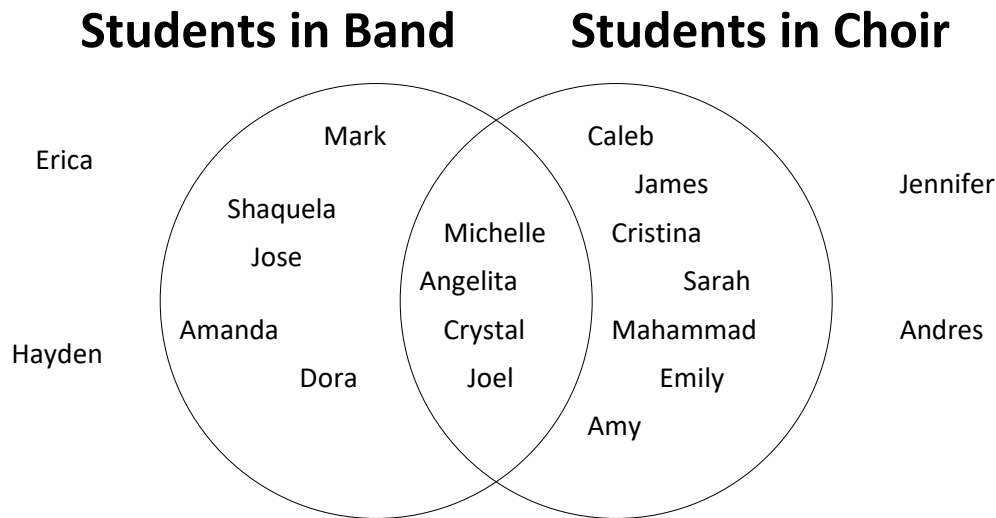 Students in Band
Students in Choir
Erica
Hayden
Mark
Shaquela
Jose
Amanda
Dora
Michelle
Angelita
Crystal
Joel
Caleb
James
Cristina
Sarah
Mahammad
Emily
Amy
Jennifer
Andres